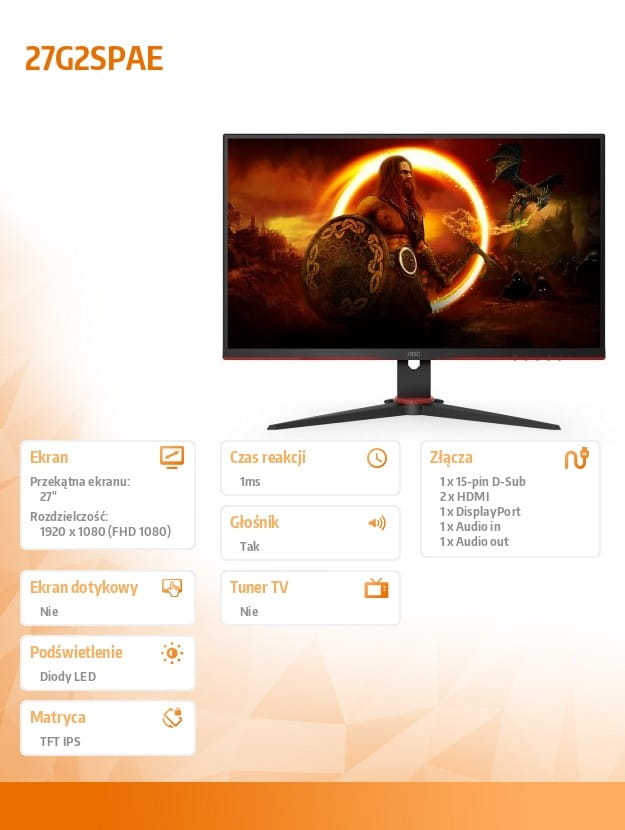 27G2SPAE
AOC
Ekran
Przekątna ekranu:
27"
Rozdzielczość:
1920 x 1080 (FHD 1080)
Czas reakcji
1ms
Złącza
1 x 15-pin D-Sub
2 x HDMI
1 x DisplayPort
1 x Audio in
1 x Audio out
Głośnik
Tak
Ekran dotykowy
Nie
Tuner TV
Nie
Podświetlenie
Diody LED
Matryca
TFT IPS